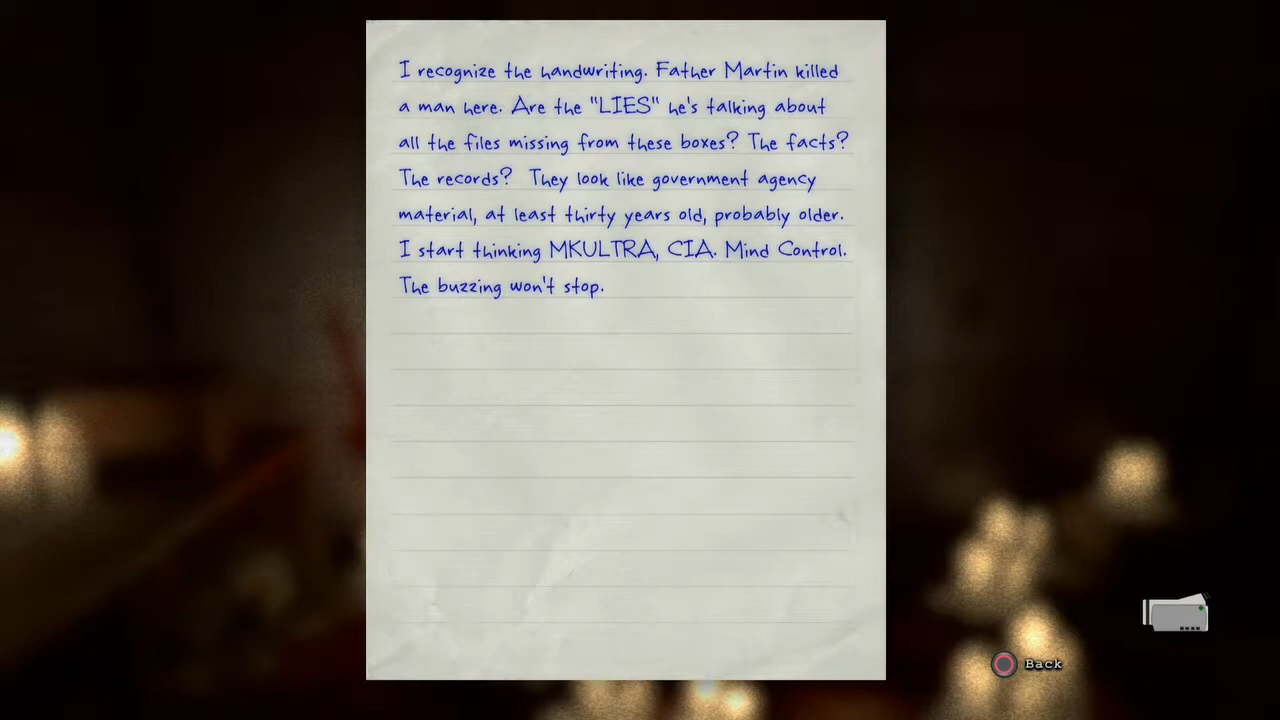 I recognize the handwriting. Father Martin killed
a man here. Are the "LIES" he's talking about
all the files missing from these boxes? The facts?
The records? They look like government agency
material, at least thirty years old, probably older.
I start thinking MKULTRA, CIA. Mind Control.
The buzzing won't stop.
Back